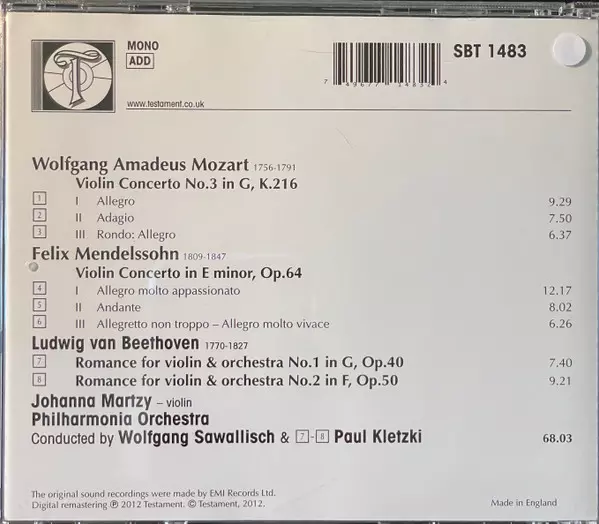 MONO
ADD
SBT 1483
7 49677 14832 4
www.testament.co.uk
Wolfgang Amadeus Mozart 1756-1791
Violin Concerto No.3 in G, K.216
1 I Allegro 9.29
2 II Adagio 7.50
3 III Rondo: Allegro 6.37
Felix Mendelssohn 1809-1847
Violin Concerto in E minor, Op.64
4 I Allegro molto appassionato 12.17
5 II Andante 8.02
6 III Allegretto non troppo – Allegro molto vivace 6.26
Ludwig van Beethoven 1770-1827
7 Romance for violin & orchestra No.1 in G, Op.40 7.40
8 Romance for violin & orchestra No.2 in F, Op.50 9.21
Johanna Martzy – violin
Philharmonia Orchestra
Conducted by Wolfgang Sawallisch & 7-8 Paul Kletzki 68.03
The original sound recordings were made by EMI Records Ltd.
Digital remastering ℗ 2012 Testament. © Testament, 2012. Made in England